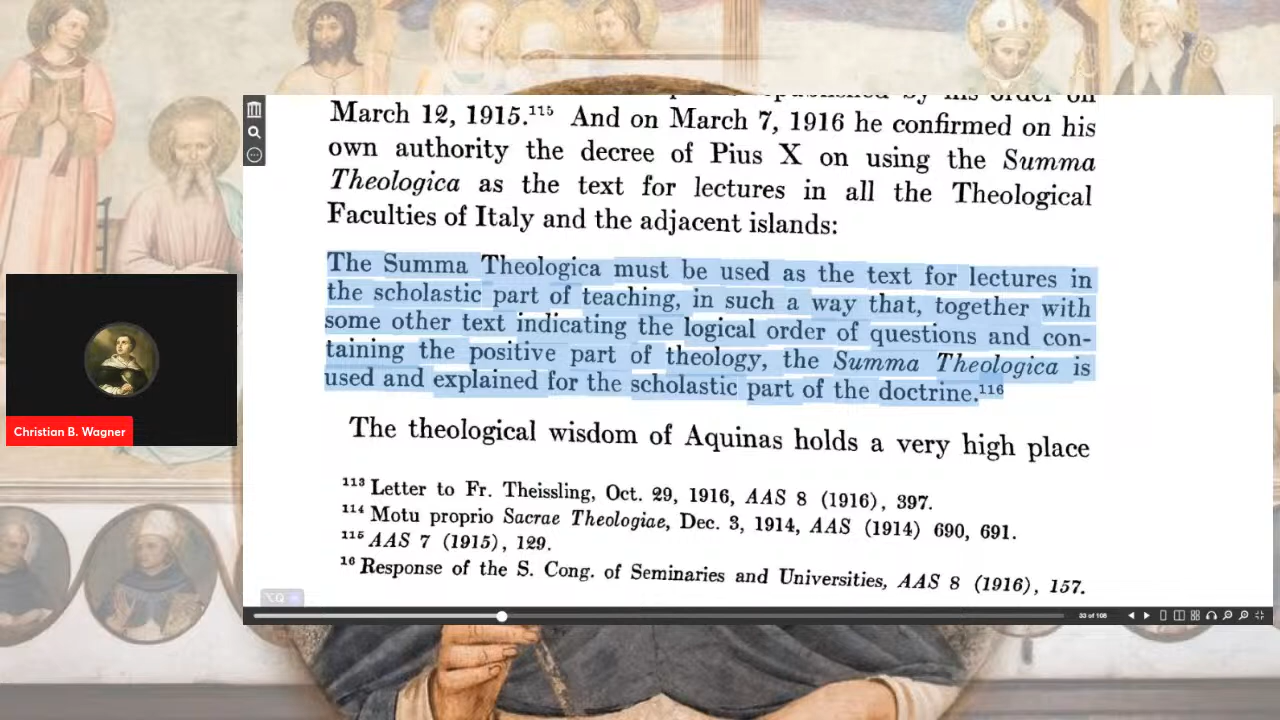 by his order on
March 12, 1915.¹¹⁵ And on March 7, 1916 he confirmed on his
own authority the decree of Pius X on using the Summa
Theologica as the text for lectures in all the Theological
Faculties of Italy and the adjacent islands:
The Summa Theologica must be used as the text for lectures in
the scholastic part of teaching, in such a way that, together with
some other text indicating the logical order of questions and con-
taining the positive part of theology, the Summa Theologica is
used and explained for the scholastic part of the doctrine.¹¹⁶
The theological wisdom of Aquinas holds a very high place
¹¹³ Letter to Fr. Theissling, Oct. 29, 1916, AAS 8 (1916), 397.
¹¹⁴ Motu proprio Sacrae Theologiae, Dec. 3, 1914, AAS (1914) 690, 691.
¹¹⁵ AAS 7 (1915), 129.
¹⁶ Response of the S. Cong. of Seminaries and Universities, AAS 8 (1916), 157.
33 of 108
Christian B. Wagner